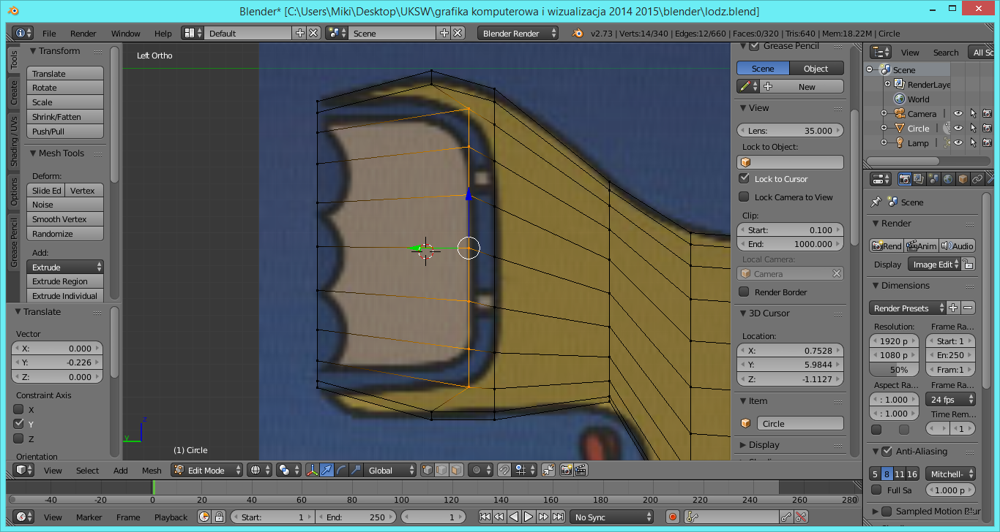 Blender* [C:\Users\Miki\Desktop\UKSW\grafika komputerowa i wizualizacja 2014 2015\blender\lodz.blend]
File Render Window Help Default Scene Blender Render v2.73 | Verts:14/340 | Edges:12/660 | Faces:0/320 | Tris:640 | Mem:18.22M | Circle
Tools
Create
Shading / UVs
Options
Grease Pencil
Transform
Translate
Rotate
Scale
Shrink/Fatten
Push/Pull
Mesh Tools
Deform:
Slide Ed Vertex
Noise
Smooth Vertex
Randomize
Add:
Extrude
Extrude Region
Extrude Individual
Translate
Vector
X: 0.000
Y: -0.226
Z: 0.000
Constraint Axis
X
Y
Z
Orientation
Left Ortho
z
y
(1) Circle
Grease Pencil
Scene Object
New
View
Lens: 35.000
Lock to Object:
Lock to Cursor
Lock Camera to View
Clip:
Start: 0.100
End: 1000.000
Local Camera:
Camera
Render Border
3D Cursor
Location:
X: 0.7528
Y: 5.9844
Z: -1.1127
Item
Circle
Display
View Search All Sc
Scene
RenderLaye
World
Camera
Circle
Lamp
Scene
Render
Rend Anim Audio
Display Image Edit
Dimensions
Render Presets
Resolution: Frame Ra...
1920 p Start: 1
1080 p En:250
50% Fram:1
Aspect Ra... Frame Ra...
: 1.000 24 fps
: 1.000 Time Rem...
1
Anti-Aliasing
5 8 11 16 Mitchell-
Full Sa 1.000 p
Sampled Motion Blur
View Select Add Mesh Edit Mode Global
-40 -20 0 20 40 60 80 100 120 140 160 180 200 220 240 260 280
View Marker Frame Playback Start: 1 End: 250 1 No Sync